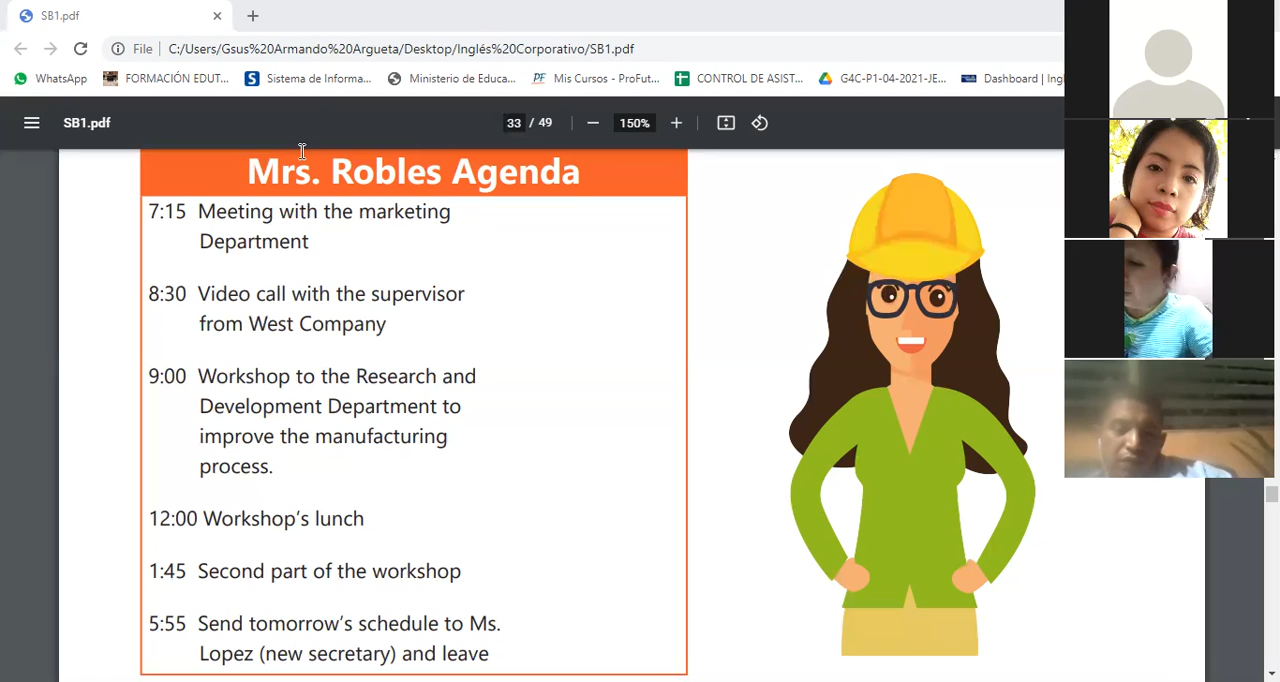 SB1.pdf
File
C:/Users/Gsus%20Armando%20Argueta/Desktop/Inglés%20Corporativo/SB1.pdf
WhatsApp
FORMACIÓN EDUT...
Sistema de Informa...
Ministerio de Educa...
Mis Cursos - ProFut...
CONTROL DE ASIST...
G4C-P1-04-2021-JE...
Dashboard | Ingl
SB1.pdf
33 / 49
150%
Mrs. Robles Agenda
7:15 Meeting with the marketing
Department
8:30 Video call with the supervisor
from West Company
9:00 Workshop to the Research and
Development Department to
improve the manufacturing
process.
12:00 Workshop's lunch
1:45 Second part of the workshop
5:55 Send tomorrow's schedule to Ms.
Lopez (new secretary) and leave